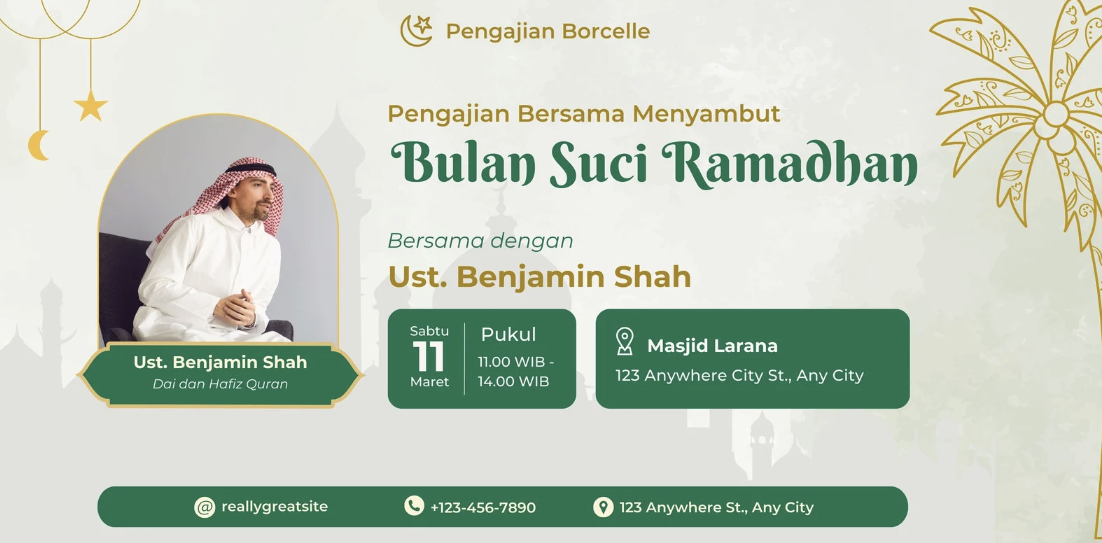 Pengajian Borcelle
Pengajian Bersama Menyambut
Bulan Suci Ramadhan
Bersama dengan
Ust. Benjamin Shah
Sabtu
11
Maret
Pukul
11.00 WIB -
14.00 WIB
Masjid Larana
123 Anywhere City St., Any City
Ust. Benjamin Shah
Dai dan Hafiz Quran
@ reallygreatsite
+123-456-7890
123 Anywhere St., Any City